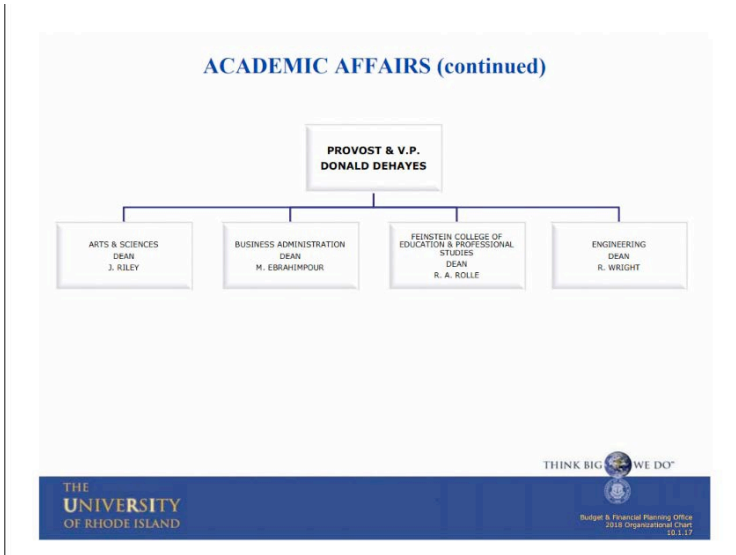 ACADEMIC AFFAIRS (continued)
PROVOST & V.P.
DONALD DEHAYES
ARTS & SCIENCES
DEAN
J. RILEY
BUSINESS ADMINISTRATION
DEAN
M. EBRAHIMPOUR
FEINSTEIN COLLEGE OF
EDUCATION & PROFESSIONAL
STUDIES
DEAN
R. A. ROLLE
ENGINEERING
DEAN
R. WRIGHT
THINK BIG WE DO™
THE
UNIVERSITY
OF RHODE ISLAND
Budget & Financial Planning Office
2018 Organizational Chart
10.1.17